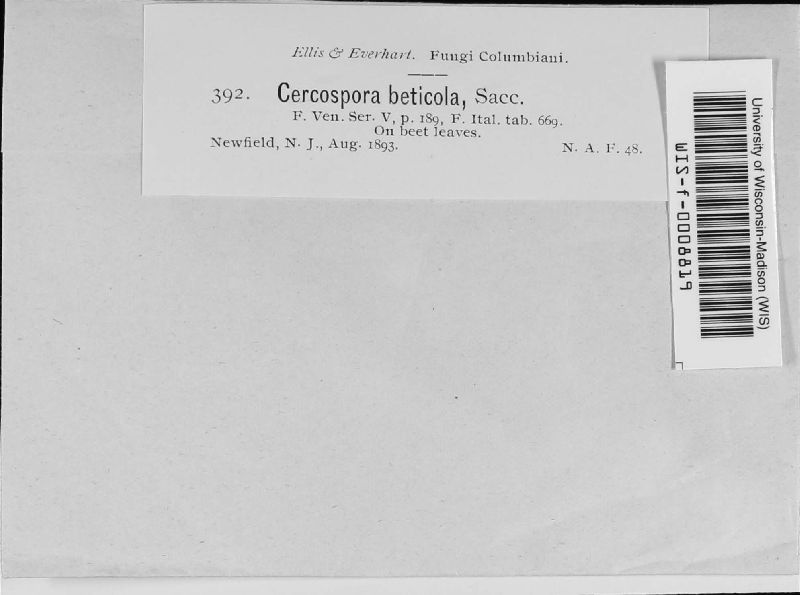 Ellis & Everhart. Fungi Columbiani.
392. Cercospora beticola, Sacc.
F. Ven. Ser. V, p. 189, F. Ital. tab. 669.
On beet leaves.
Newfield, N. J., Aug. 1893. N. A. F. 48.
University of Wisconsin-Madison (WIS)
WIS-f-0008819